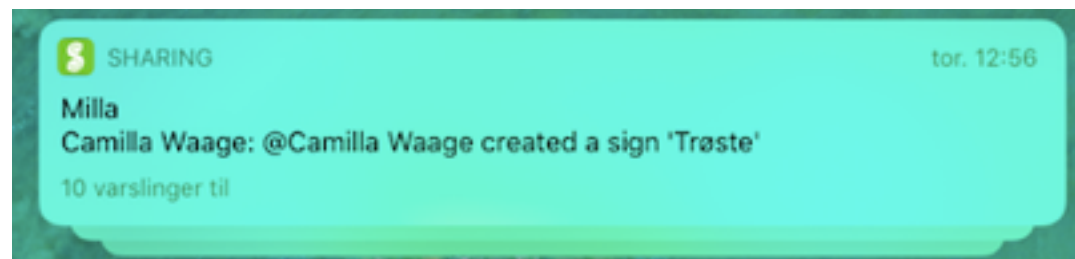 SHARING
tor. 12:56
Milla
Camilla Waage: @Camilla Waage created a sign 'Trøste'
10 varslinger til